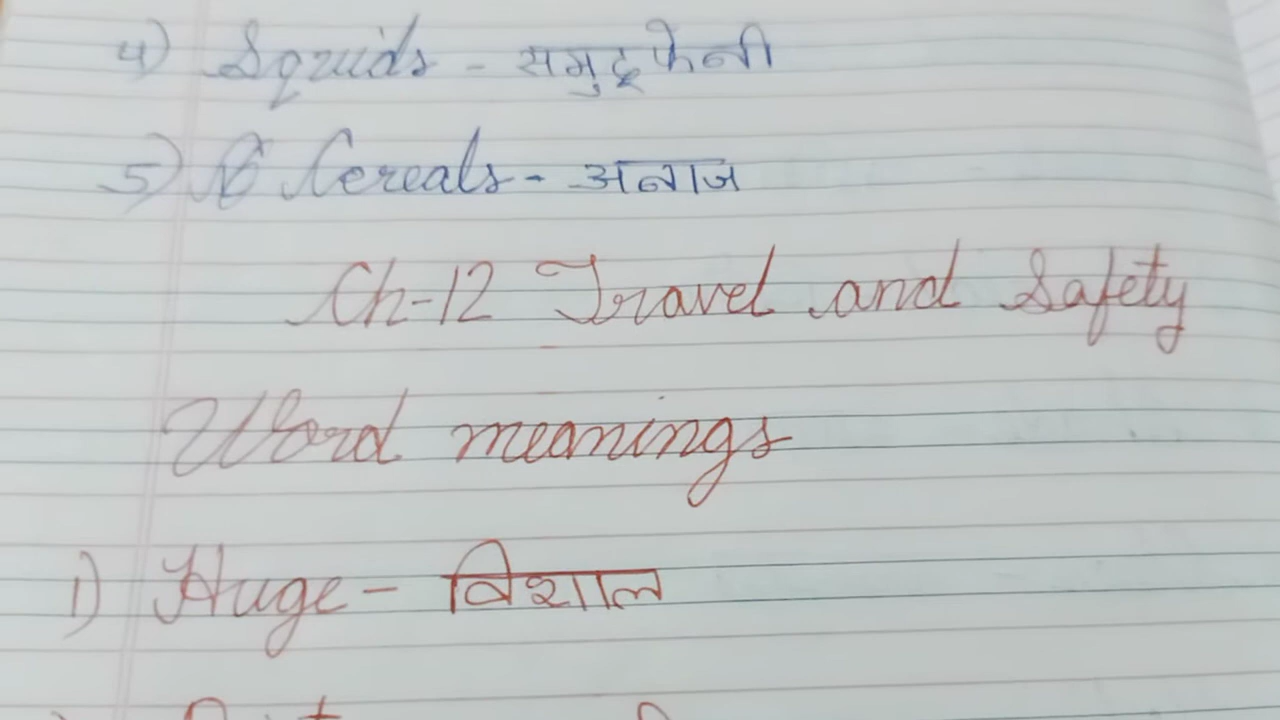 4) Squids - समुद्रफेनी
5) Cereals - अनाज
Ch-12 Travel and Safety
Word meanings
1) Huge - विशाल